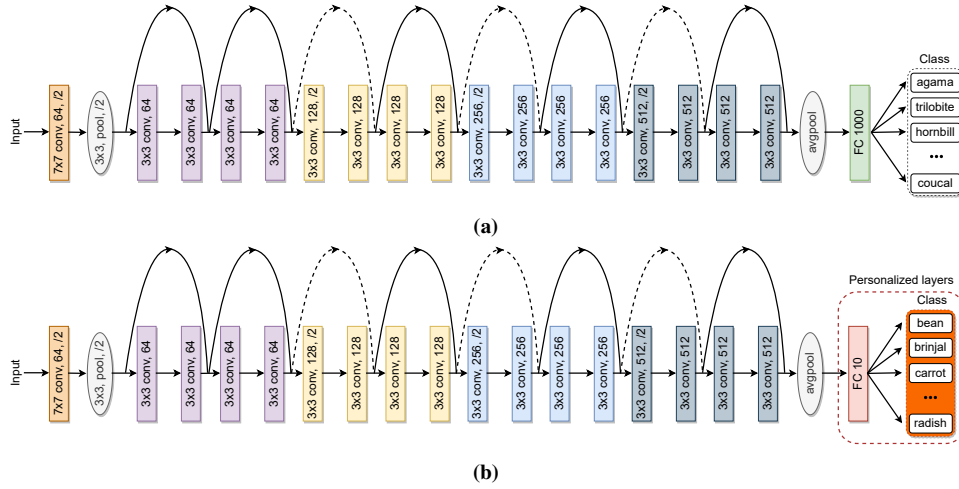 Input
7x7 conv, 64, /2
3x3, pool, /2
3x3 conv, 64
3x3 conv, 64
3x3 conv, 64
3x3 conv, 64
3x3 conv, 128, /2
3x3 conv, 128
3x3 conv, 128
3x3 conv, 128
3x3 conv, 256, /2
3x3 conv, 256
3x3 conv, 256
3x3 conv, 256
3x3 conv, 512, /2
3x3 conv, 512
3x3 conv, 512
3x3 conv, 512
avgpool
FC 1000
Class
agama
trilobite
hornbill
•••
coucal
(a)
Input
7x7 conv, 64, /2
3x3, pool, /2
3x3 conv, 64
3x3 conv, 64
3x3 conv, 64
3x3 conv, 64
3x3 conv, 128, /2
3x3 conv, 128
3x3 conv, 128
3x3 conv, 128
3x3 conv, 256, /2
3x3 conv, 256
3x3 conv, 256
3x3 conv, 256
3x3 conv, 512, /2
3x3 conv, 512
3x3 conv, 512
3x3 conv, 512
avgpool
Personalized layers
FC 10
Class
bean
brinjal
carrot
•••
radish
(b)